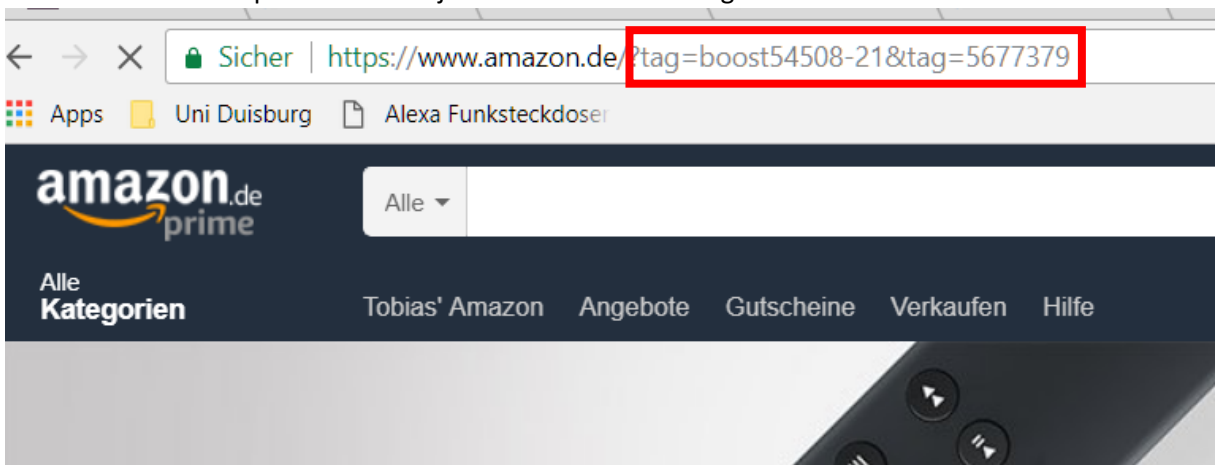 Sicher | https://www.amazon.de/?tag=boost54508-21&tag=5677379
Apps Uni Duisburg Alexa Funksteckdosen
amazon.de
prime
Alle
Alle
Kategorien
Tobias' Amazon Angebote Gutscheine Verkaufen Hilfe